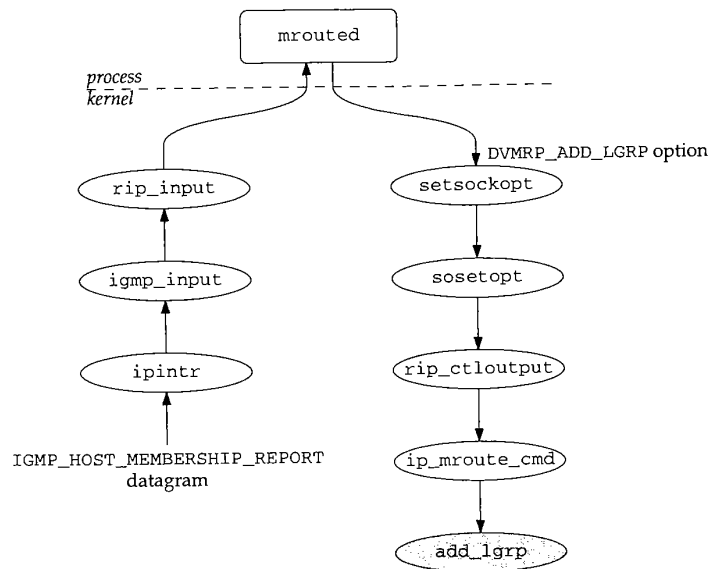 mrouted
process
kernel
DVMRP_ADD_LGRP option
rip_input
setsockopt
igmp_input
sosetopt
ipintr
rip_ctloutput
IGMP_HOST_MEMBERSHIP_REPORT
datagram
ip_mroute_cmd
add_lgrp